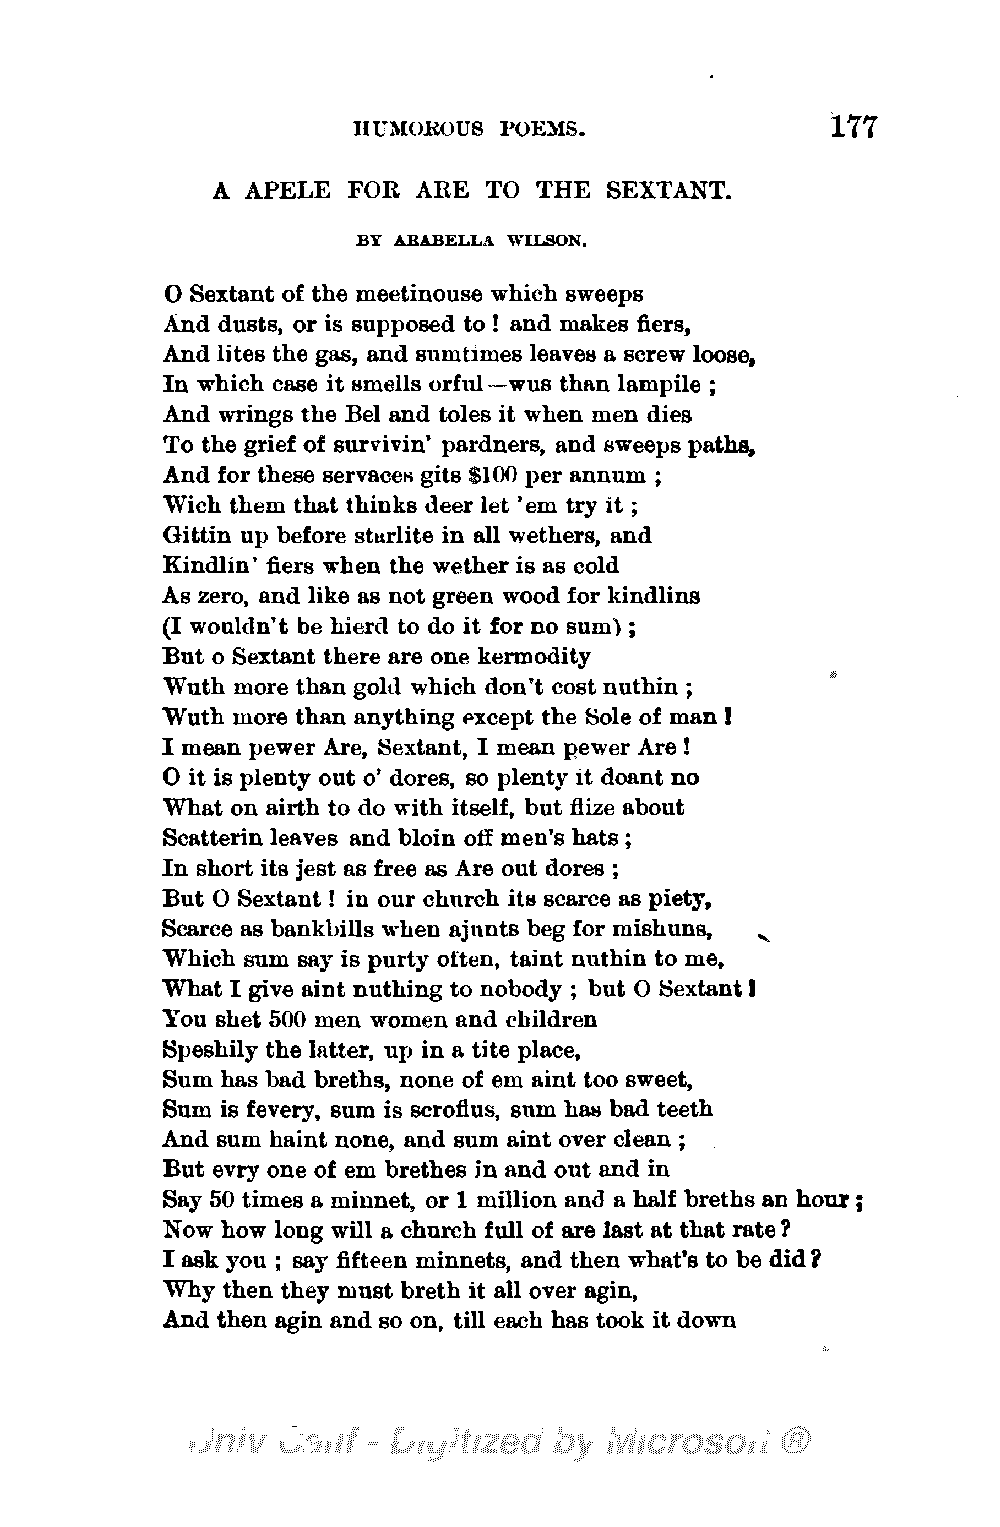 HUMOROUS POEMS. 177
A APELE FOR ARE TO THE SEXTANT.
BY ARABELLA WILSON.
O Sextant of the meetinouse which sweeps
And dusts, or is supposed to! and makes fiers,
And lites the gas, and sumtimes leaves a screw loose,
In which case it smells orful—wus than lampile;
And wrings the Bel and toles it when men dies
To the grief of survivin' pardners, and sweeps paths,
And for these servaces gits $100 per annum;
Wich them that thinks deer let 'em try it;
Gittin up before starlite in all wethers, and
Kindlin' fiers when the wether is as cold
As zero, and like as not green wood for kindlins
(I wouldn't be hierd to do it for no sum);
But o Sextant there are one kermodity
Wuth more than gold which don't cost nuthin;
Wuth more than anything except the Sole of man!
I mean pewer Are, Sextant, I mean pewer Are!
O it is plenty out o' dores, so plenty it doant no
What on airth to do with itself, but flize about
Scatterin leaves and bloin off men's hats;
In short its jest as free as Are out dores;
But O Sextant! in our church its scarce as piety,
Scarce as bankbills when ajunts beg for mishuns,
Which sum say is purty often, taint nuthin to me,
What I give aint nuthing to nobody; but O Sextant!
You shet 500 men women and children
Speshily the latter, up in a tite place,
Sum has bad breths, none of em aint too sweet,
Sum is fevery, sum is scroflus, sum has bad teeth
And sum haint none, and sum aint over clean;
But evry one of em brethes in and out and in
Say 50 times a minnet, or 1 million and a half breths an hour;
Now how long will a church full of are last at that rate?
I ask you; say fifteen minnets, and then what's to be did?
Why then they must breth it all over agin,
And then agin and so on, till each has took it down
Univ Calif - Digitized by Microsoft ®